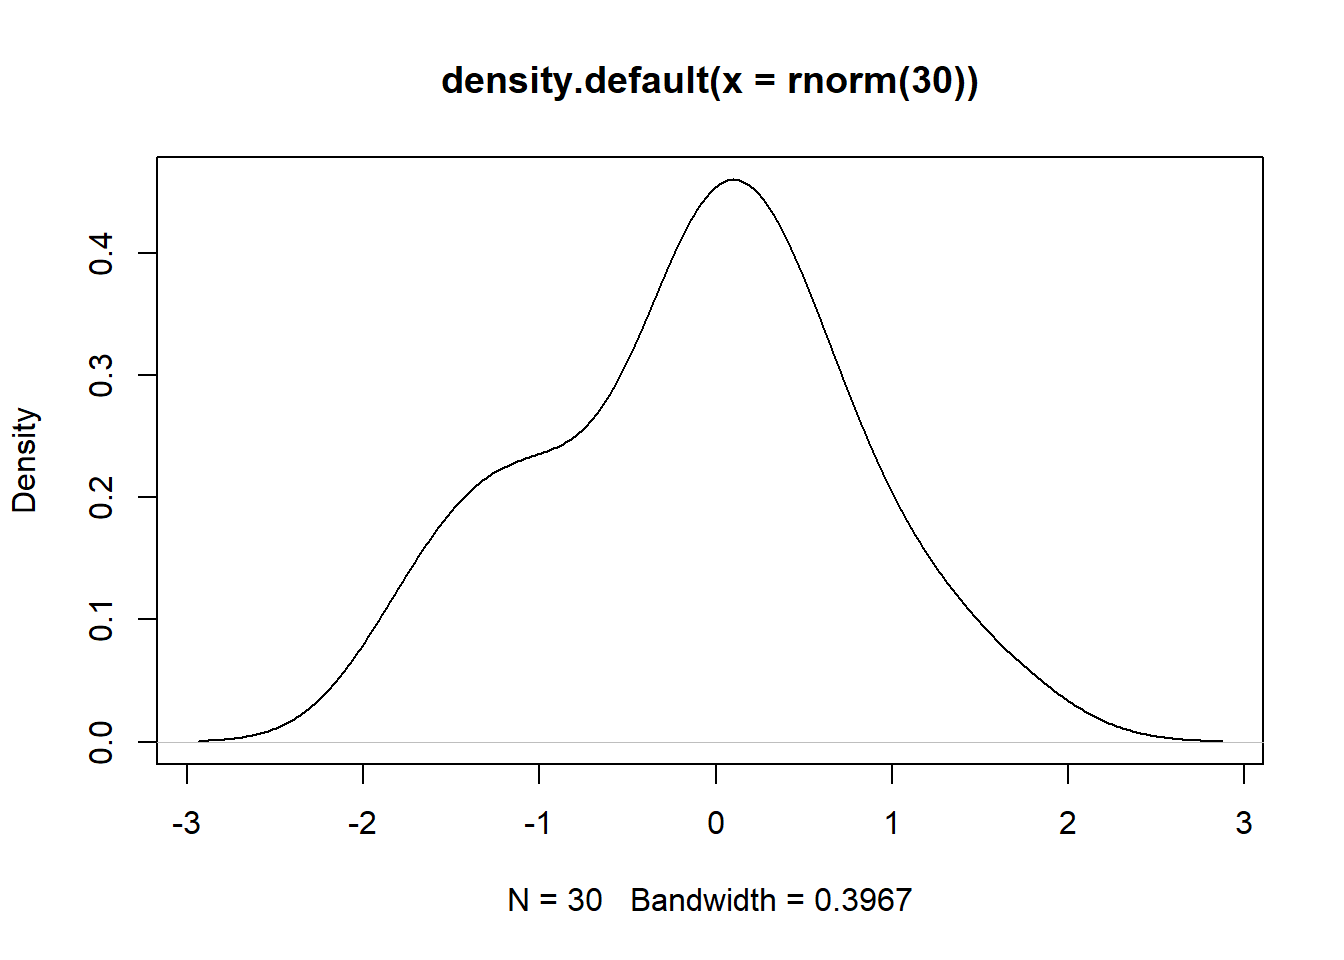 density.default(x = rnorm(30))
Density
0.4
0.3
0.2
0.1
0.0
-3 -2 -1 0 1 2 3
N = 30   Bandwidth = 0.3967